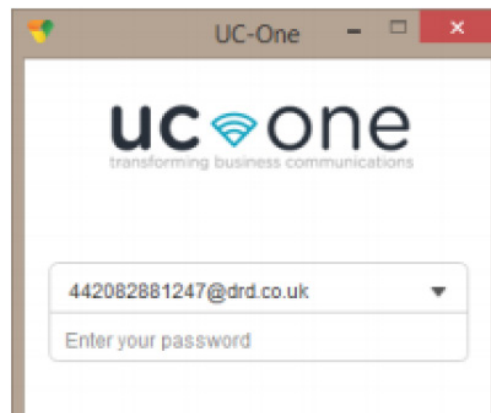 UC-One
uc one
transforming business communications
442082881247@drd.co.uk
Enter your password